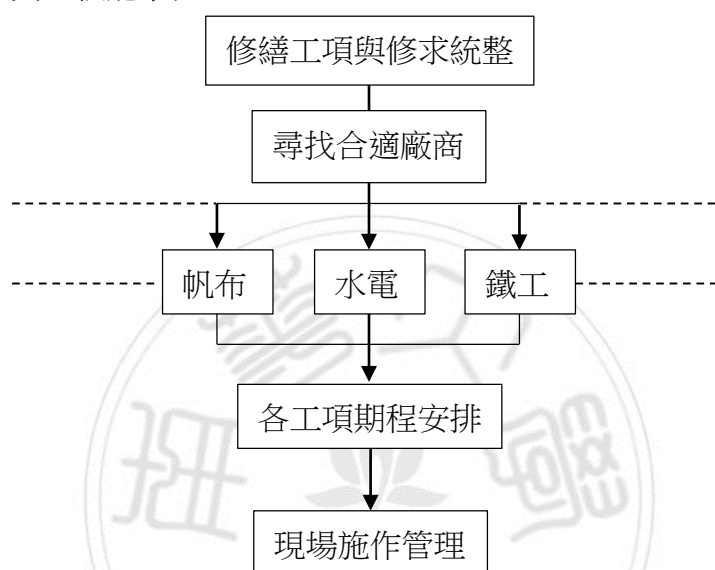 修繕工項與修求統整
尋找合適廠商
帆布
水電
鐵工
各工項期程安排
現場施作管理